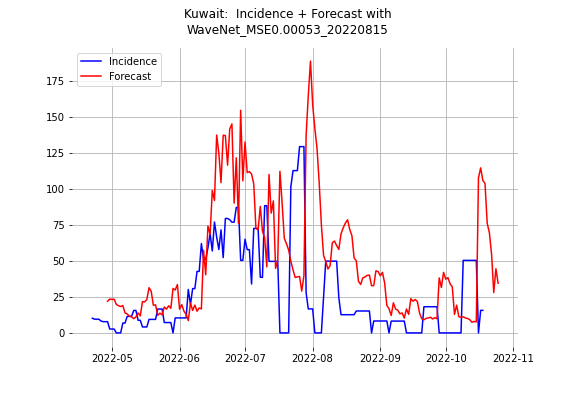 Kuwait:  Incidence + Forecast with
WaveNet_MSE0.00053_20220815
Incidence
Forecast
175
150
125
100
75
50
25
0
2022-05 2022-06 2022-07 2022-08 2022-09 2022-10 2022-11